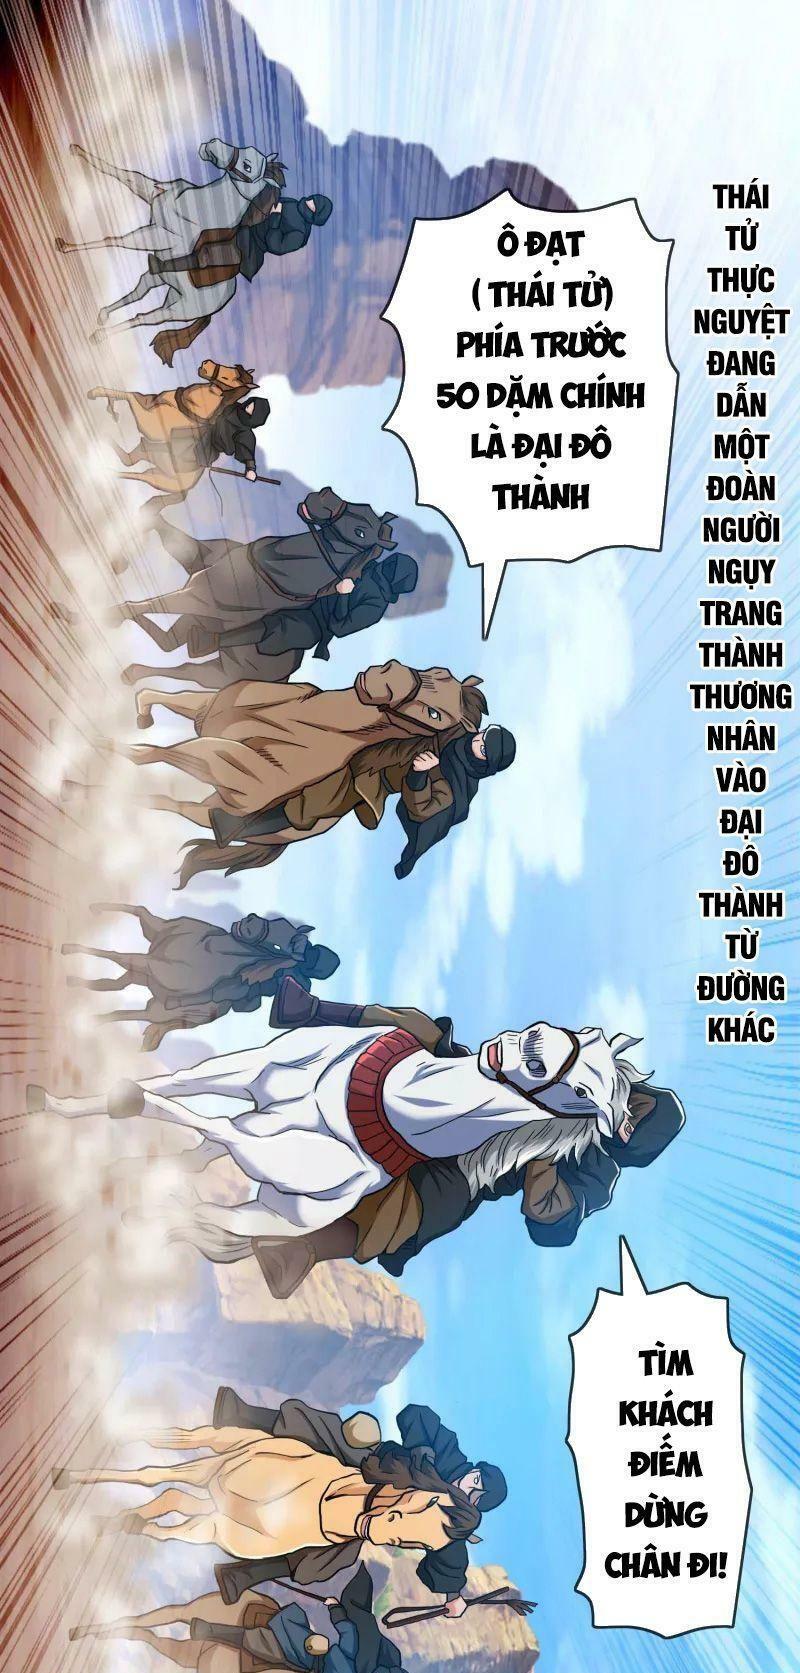 THÁI
TỬ
THỰC
NGUYỆT
ĐANG
DẪN
MỘT
ĐOÀN
NGƯỜI
NGỤY
TRANG
THÀNH
THƯƠNG
NHÂN
VÀO
ĐẠI
ĐÔ
THÀNH
TỪ
ĐƯỜNG
KHÁC
Ô ĐẠT
( THÁI TỬ)
PHÍA TRƯỚC
50 DẶM CHÍNH
LÀ ĐẠI ĐÔ
THÀNH
TÌM
KHÁCH
ĐIẾM
DỪNG
CHÂN ĐI!